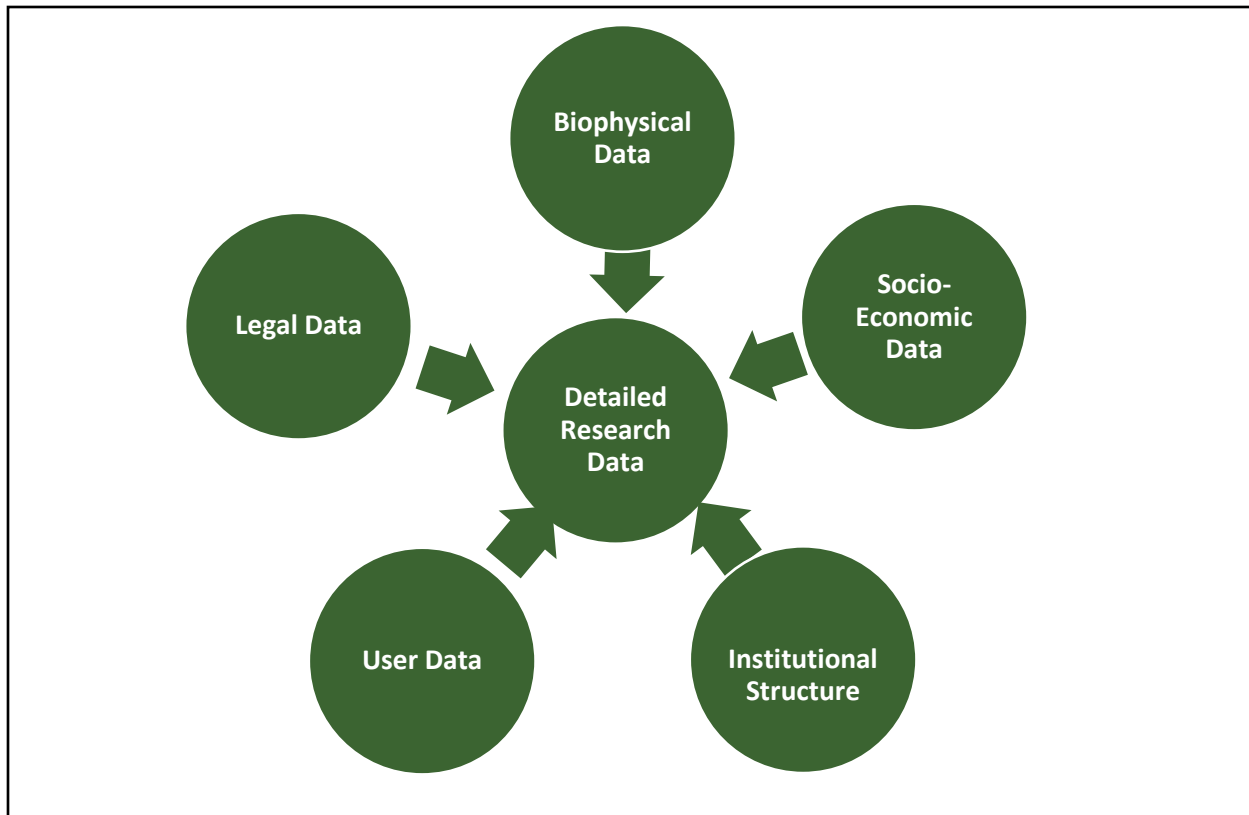 Biophysical
Data
Socio-
Economic
Data
Legal Data
Detailed
Research
Data
User Data
Institutional
Structure